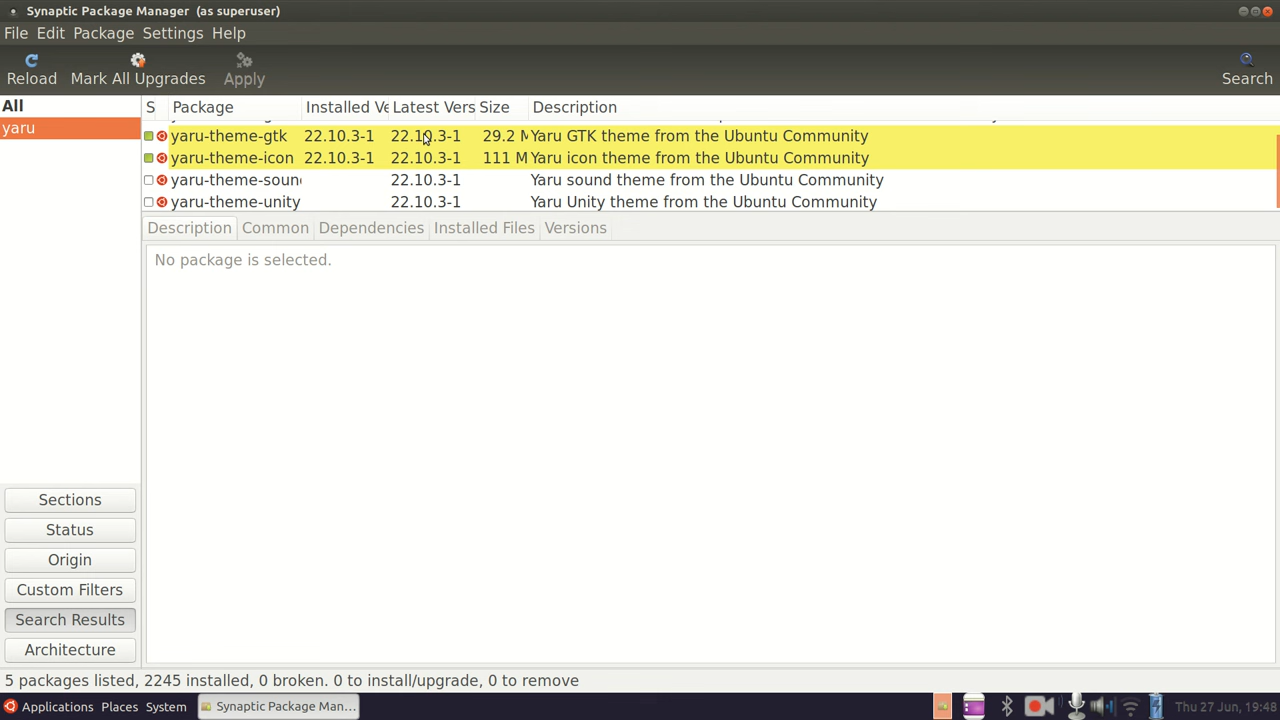 Synaptic Package Manager (as superuser)
File Edit Package Settings Help
Reload Mark All Upgrades Apply Search
All
yaru
S Package Installed Ve Latest Vers Size Description
yaru-theme-gtk 22.10.3-1 22.10.3-1 29.2 M Yaru GTK theme from the Ubuntu Community
yaru-theme-icon 22.10.3-1 22.10.3-1 111 M Yaru icon theme from the Ubuntu Community
yaru-theme-soun 22.10.3-1 Yaru sound theme from the Ubuntu Community
yaru-theme-unity 22.10.3-1 Yaru Unity theme from the Ubuntu Community
Description Common Dependencies Installed Files Versions
No package is selected.
Sections
Status
Origin
Custom Filters
Search Results
Architecture
5 packages listed, 2245 installed, 0 broken. 0 to install/upgrade, 0 to remove
Applications Places System Synaptic Package Man... Thu 27 Jun, 19:48